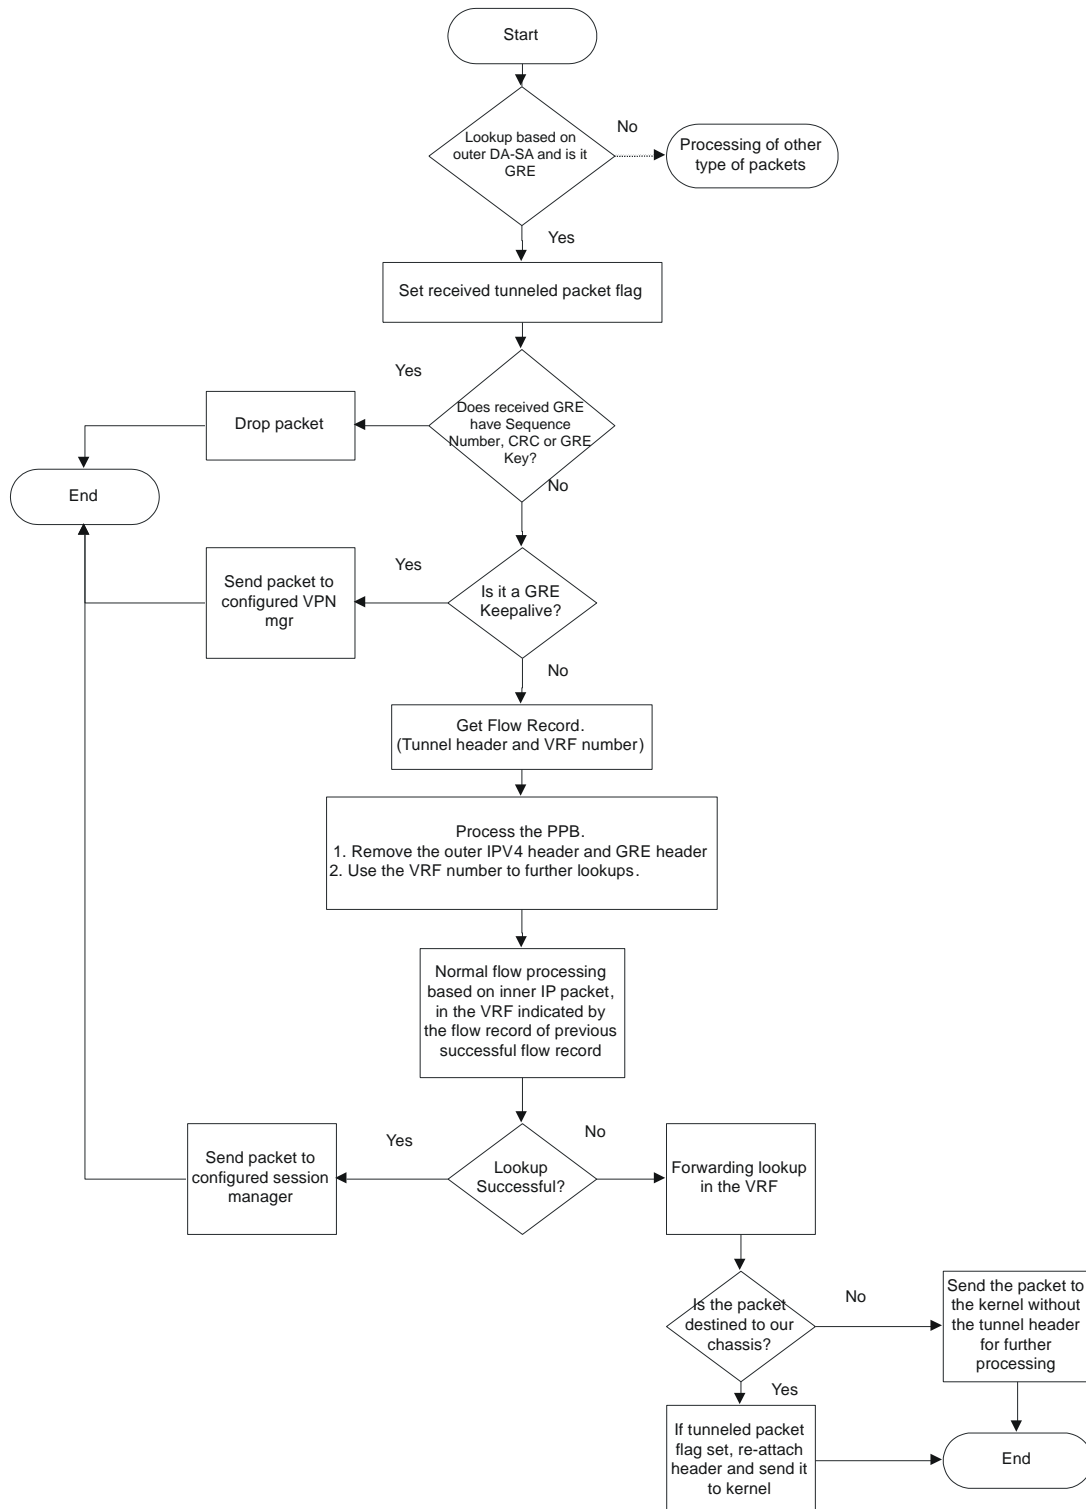 Start
Lookup based on
outer DA-SA and is it
GRE
No
Processing of other
type of packets
Yes
Set received tunneled packet flag
Yes
Does received GRE
have Sequence
Number, CRC or GRE
Key?
Drop packet
No
End
Send packet to
configured VPN
mgr
Yes
Is it a GRE
Keepalive?
No
Get Flow Record.
(Tunnel header and VRF number)
Process the PPB.
1. Remove the outer IPV4 header and GRE header
2. Use the VRF number to further lookups.
Normal flow processing
based on inner IP packet,
in the VRF indicated by
the flow record of previous
successful flow record
Send packet to
configured session
manager
Yes
Lookup
Successful?
No
Forwarding lookup
in the VRF
Is the packet
destined to our
chassis?
No
Send the packet to
the kernel without
the tunnel header
for further
processing
Yes
If tunneled packet
flag set, re-attach
header and send it
to kernel
End